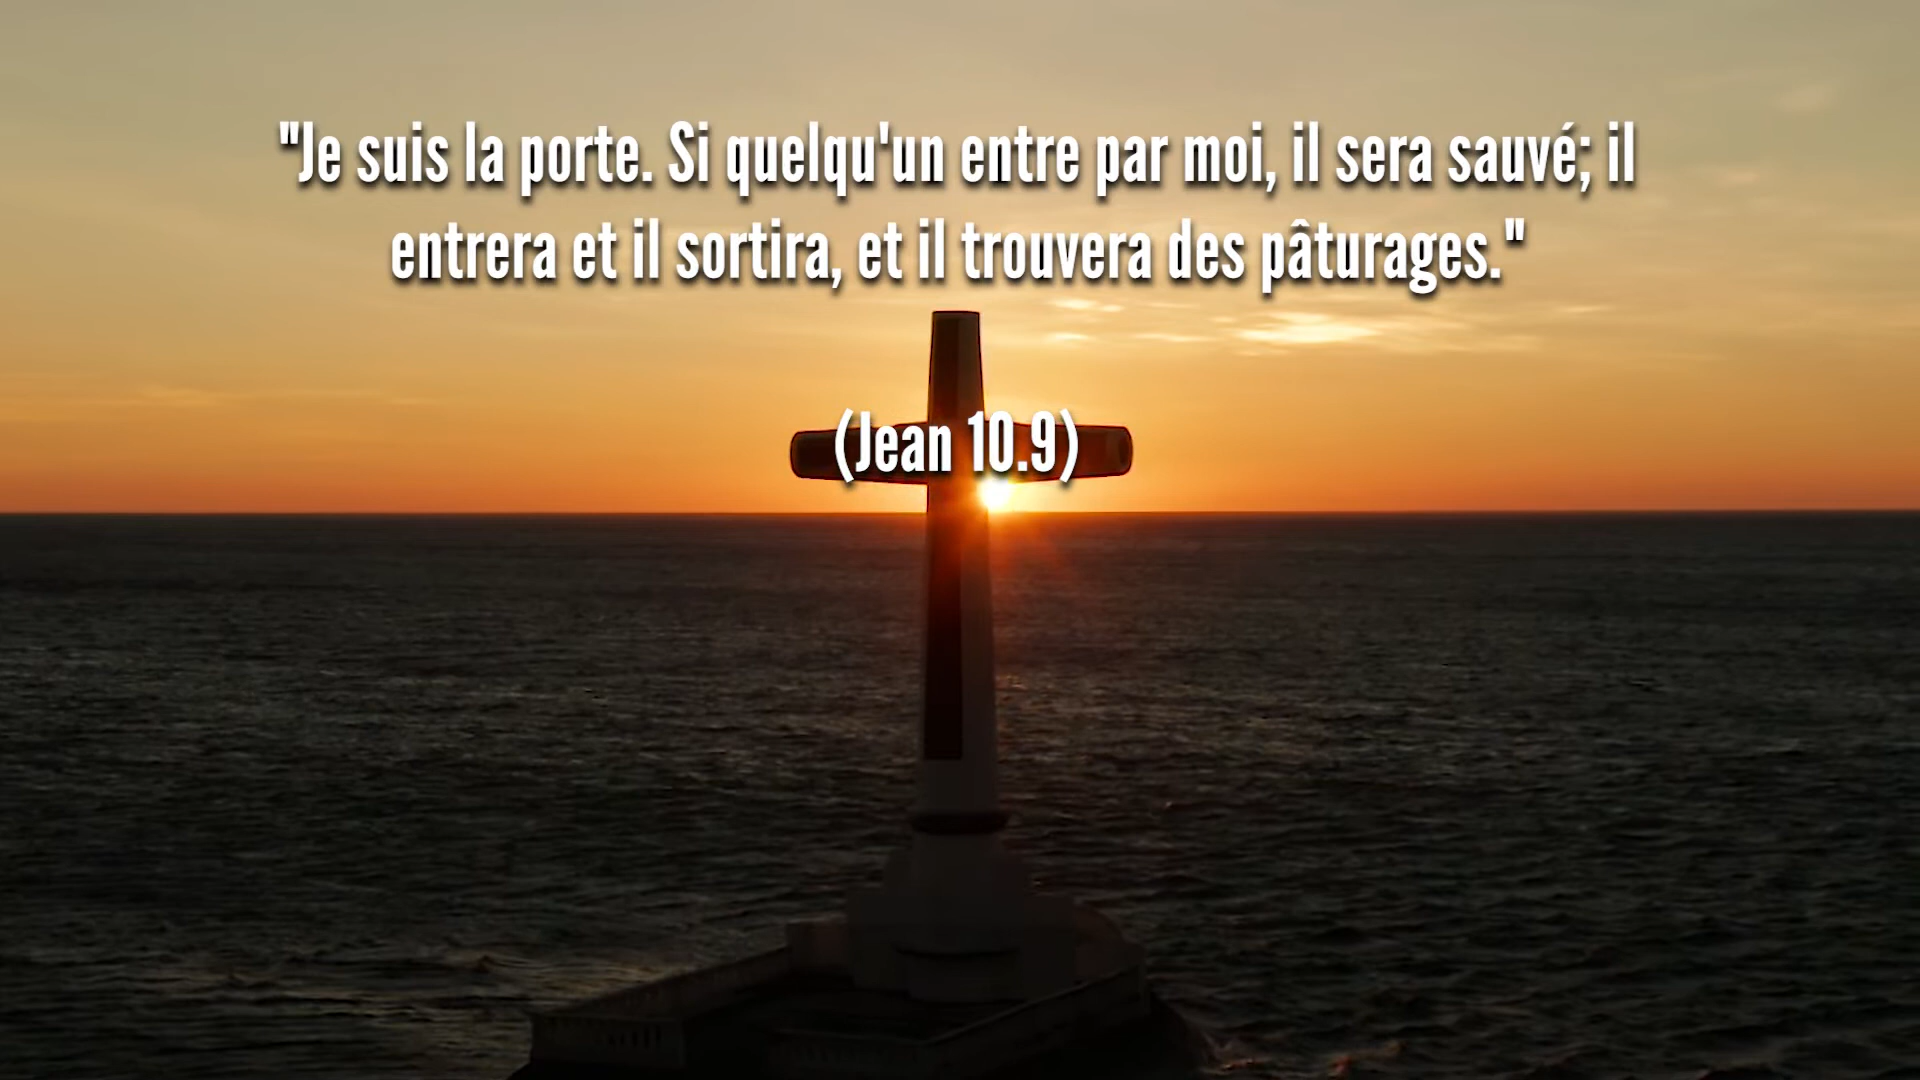 "Je suis la porte. Si quelqu'un entre par moi, il sera sauvé; il
entrera et il sortira, et il trouvera des pâturages."
(Jean 10.9)